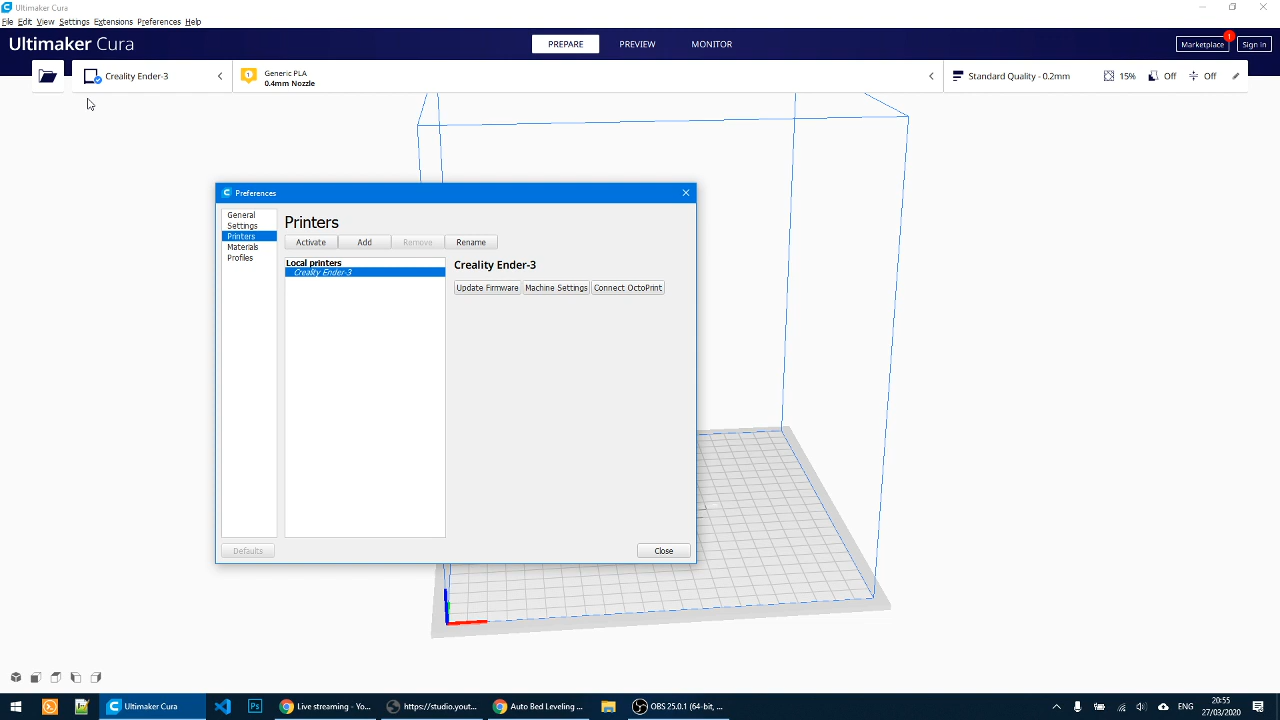 Ultimaker Cura
File Edit View Settings Extensions Preferences Help
Ultimaker Cura
PREPARE
PREVIEW
MONITOR
Marketplace
1
Sign In
Creality Ender-3
1
Generic PLA
0.4mm Nozzle
Standard Quality - 0.2mm
15%
Off
Off
Preferences
General
Settings
Printers
Materials
Profiles
Printers
Activate
Add
Remove
Rename
Local printers
Creality Ender-3
Creality Ender-3
Update Firmware
Machine Settings
Connect OctoPrint
Defaults
Close
Ultimaker Cura
Ps
Live streaming - Yo...
https://studio.yout...
Auto Bed Leveling ...
OBS 25.0.1 (64-bit, ...
ENG
20:55
27/03/2020